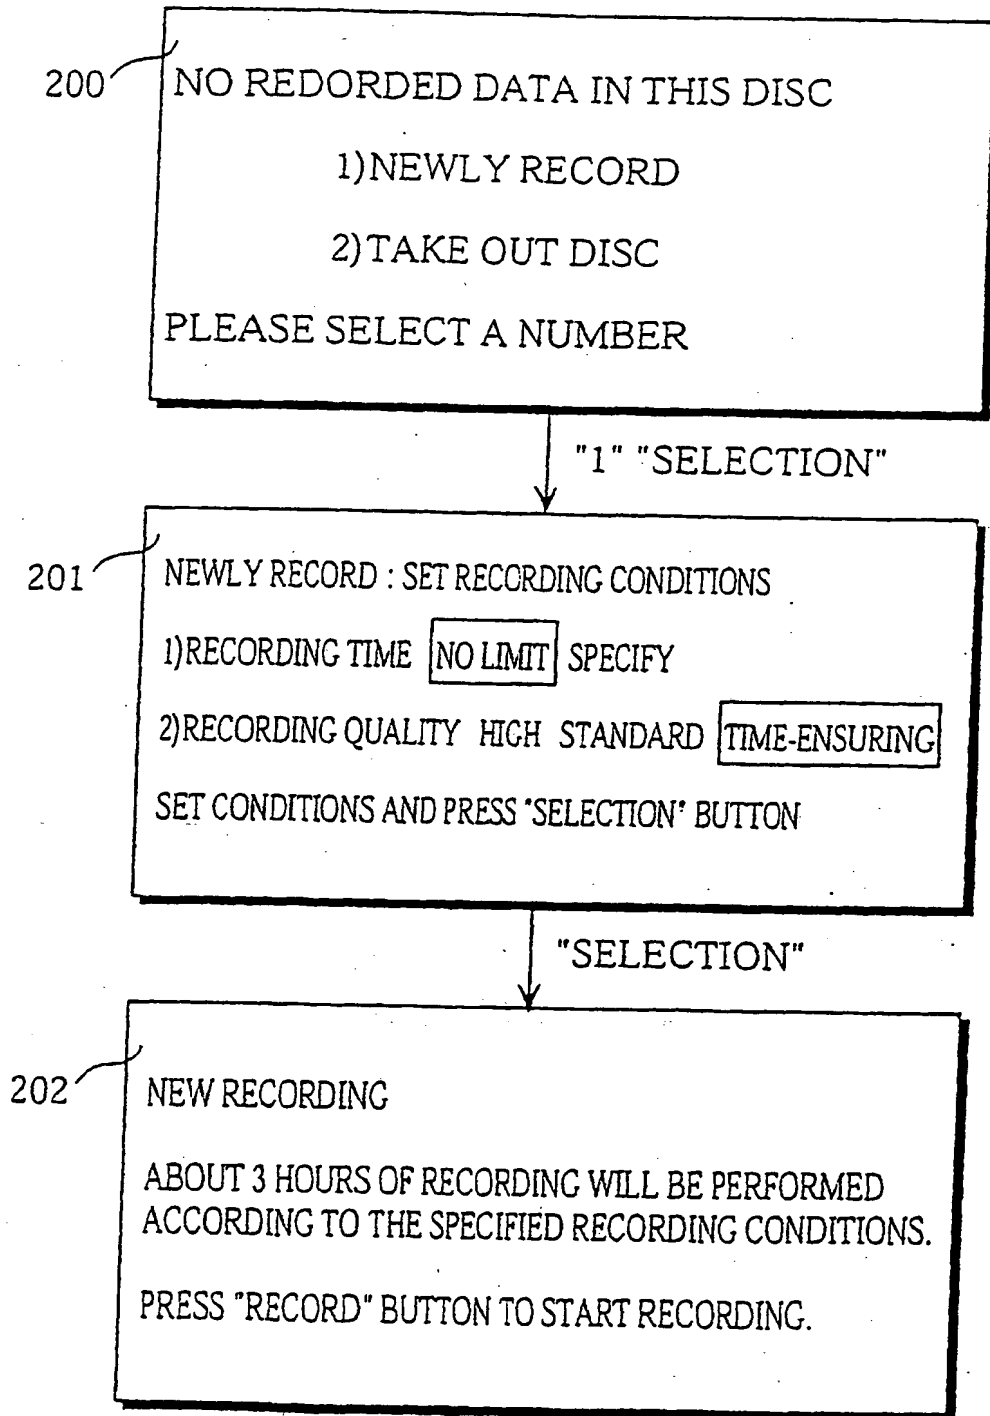 200
NO REDORDED DATA IN THIS DISC
1)NEWLY RECORD
2)TAKE OUT DISC
PLEASE SELECT A NUMBER
"1" "SELECTION"
201
NEWLY RECORD : SET RECORDING CONDITIONS
1)RECORDING TIME NO LIMIT SPECIFY
2)RECORDING QUALITY HIGH STANDARD TIME-ENSURING
SET CONDITIONS AND PRESS "SELECTION" BUTTON
"SELECTION"
202
NEW RECORDING
ABOUT 3 HOURS OF RECORDING WILL BE PERFORMED
ACCORDING TO THE SPECIFIED RECORDING CONDITIONS.
PRESS "RECORD" BUTTON TO START RECORDING.